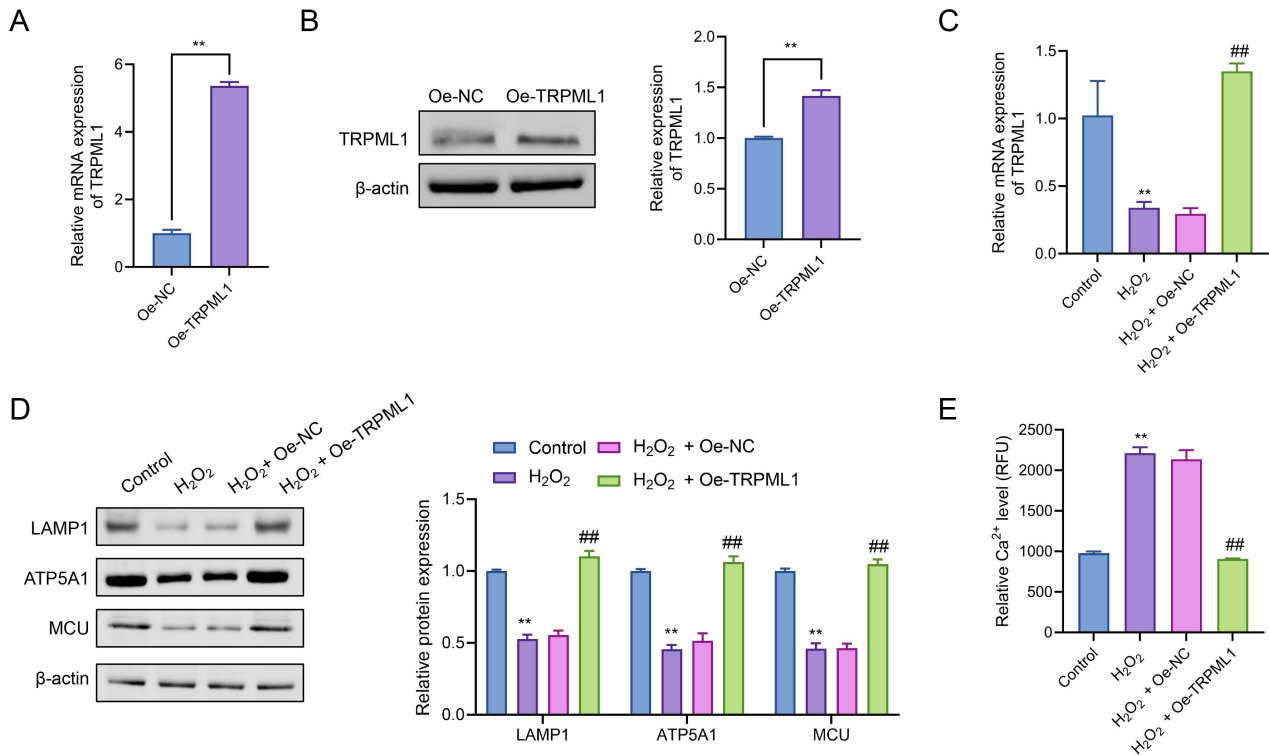 A
Relative mRNA expression
of TRPML1
6
4
2
0
**
Oe-NC
Oe-TRPML1
B
Oe-NC
Oe-TRPML1
TRPML1
β-actin
Relative expression
of TRPML1
2.0
1.5
1.0
0.5
0.0
**
Oe-NC
Oe-TRPML1
C
Relative mRNA expression
of TRPML1
1.5
1.0
0.5
0.0
**
##
Control
H₂O₂
H₂O₂ + Oe-NC
H₂O₂ + Oe-TRPML1
D
Control
H₂O₂
H₂O₂+ Oe-NC
H₂O₂ + Oe-TRPML1
LAMP1
ATP5A1
MCU
β-actin
Control
H₂O₂
H₂O₂ + Oe-NC
H₂O₂ + Oe-TRPML1
Relative protein expression
1.5
1.0
0.5
0.0
**
##
**
##
**
##
LAMP1
ATP5A1
MCU
E
Relative Ca²⁺ level (RFU)
2500
2000
1500
1000
500
0
**
##
Control
H₂O₂
H₂O₂ + Oe-NC
H₂O₂ + Oe-TRPML1